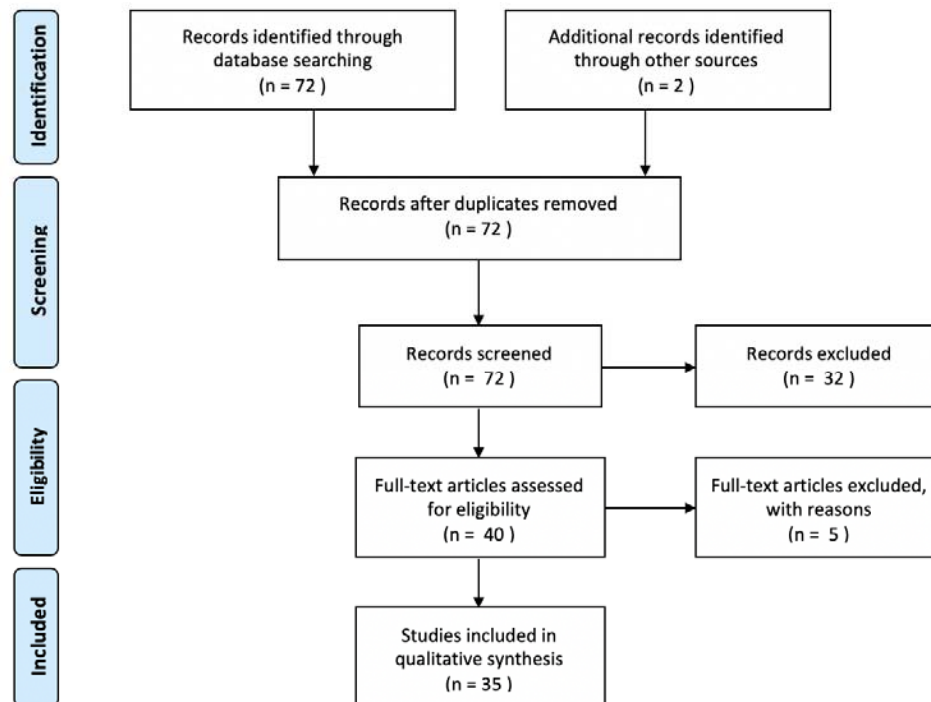 Identification
Records identified through
database searching
(n = 72 )
Additional records identified
through other sources
(n = 2 )
Screening
Records after duplicates removed
(n = 72 )
Records screened
(n = 72 )
Records excluded
(n = 32 )
Eligibility
Full-text articles assessed
for eligibility
(n = 40 )
Full-text articles excluded,
with reasons
(n = 5 )
Included
Studies included in
qualitative synthesis
(n = 35 )